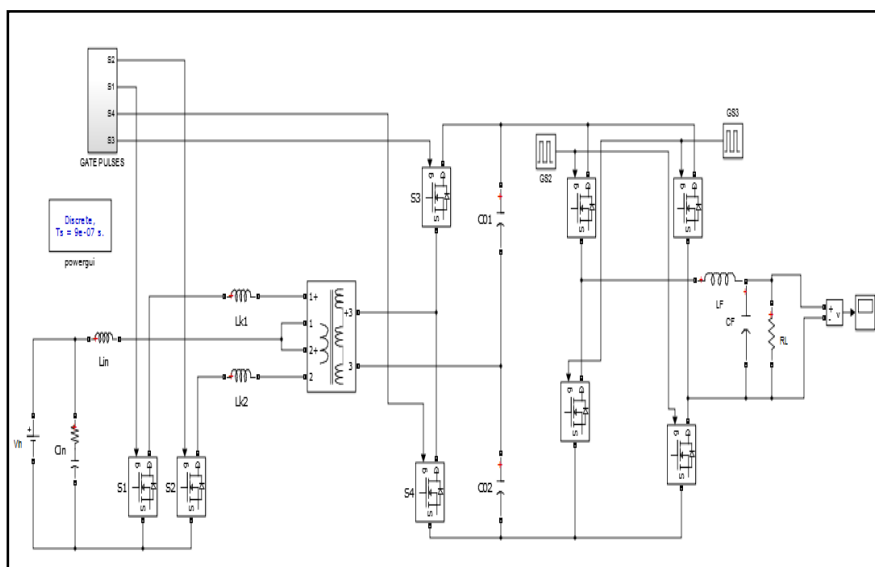 S2
S1
S4
S3
GATE PULSES
Discrete,
Ts = 9e-07 s.
powergui
GS3
GS2
S3
C01
Lk1
1+
1
2+
2
+3
3
Lin
Lk2
LF
CF
RL
+
-
v
Vin
Cin
S1
S2
S4
C02
g
D
S
g
D
S
g
D
S
g
D
S
g
D
S
g
D
S
g
D
S
g
D
S